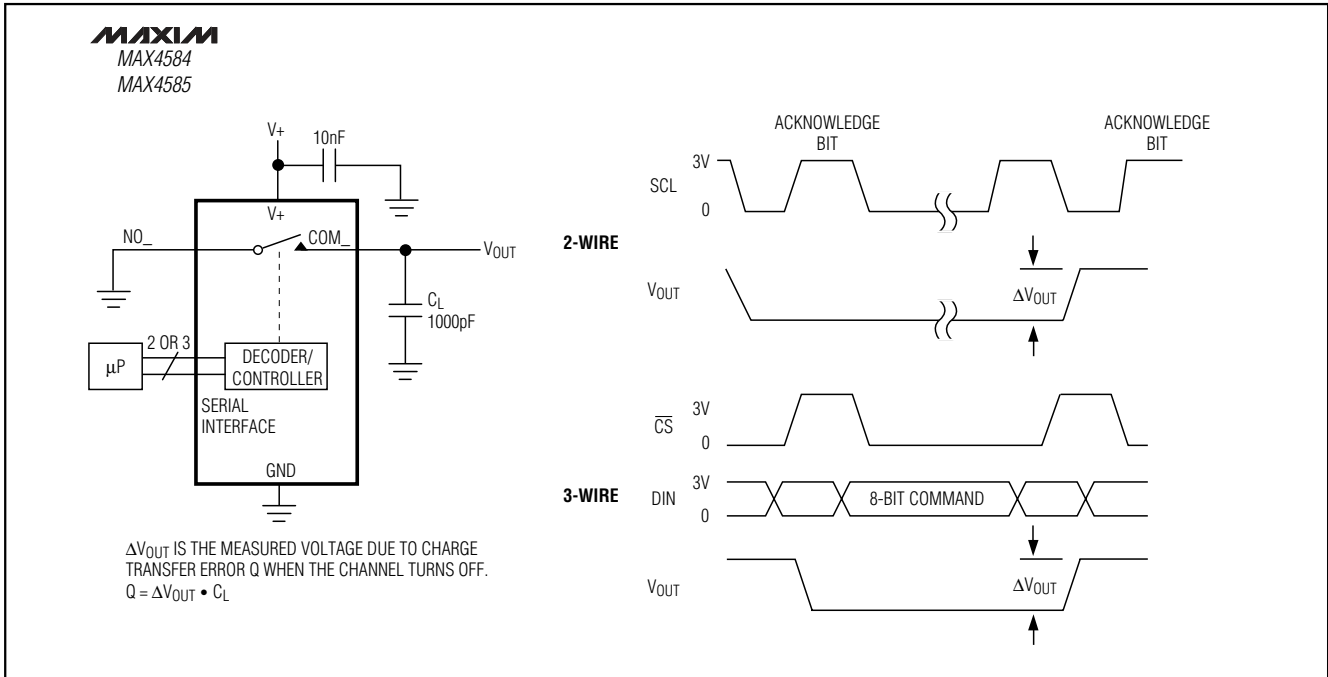 MAXIM
MAX4584
MAX4585
V+
10nF
V+
NO_
COM_
VOUT
CL
1000pF
µP
2 OR 3
DECODER/
CONTROLLER
SERIAL
INTERFACE
GND
ΔVOUT IS THE MEASURED VOLTAGE DUE TO CHARGE
TRANSFER ERROR Q WHEN THE CHANNEL TURNS OFF.
Q = ΔVOUT • CL
2-WIRE
ACKNOWLEDGE
BIT
ACKNOWLEDGE
BIT
SCL
3V
0
VOUT
ΔVOUT
3-WIRE
CS
3V
0
DIN
3V
0
8-BIT COMMAND
VOUT
ΔVOUT